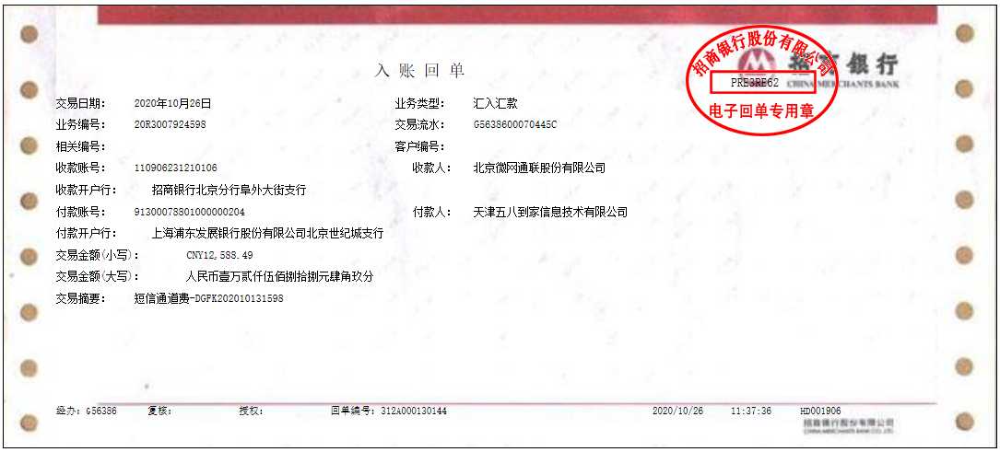 招商银行股份有限公司
招商银行
CHINA MERCHANTS BANK
PRB3RB62
电子回单专用章
入账回单
交易日期： 2020年10月26日 业务类型： 汇入汇款
业务编号： 20R3007924598 交易流水： G5638600070445C
相关编号： 客户编号：
收款账号： 110906231210106 收款人： 北京微网通联股份有限公司
收款开户行： 招商银行北京分行阜外大街支行
付款账号： 91300078801000000204 付款人： 天津五八到家信息技术有限公司
付款开户行： 上海浦东发展银行股份有限公司北京世纪城支行
交易金额(小写)： CNY12,588.49
交易金额(大写)： 人民币壹万贰仟伍佰捌拾捌元肆角玖分
交易摘要： 短信通道费-DGFK202010131598
经办：G56386 复核： 授权： 回单编号：312A000130144 2020/10/26 11:37:36 HD001906
招商银行股份有限公司
CHINA MERCHANTS BANK CO., LTD.